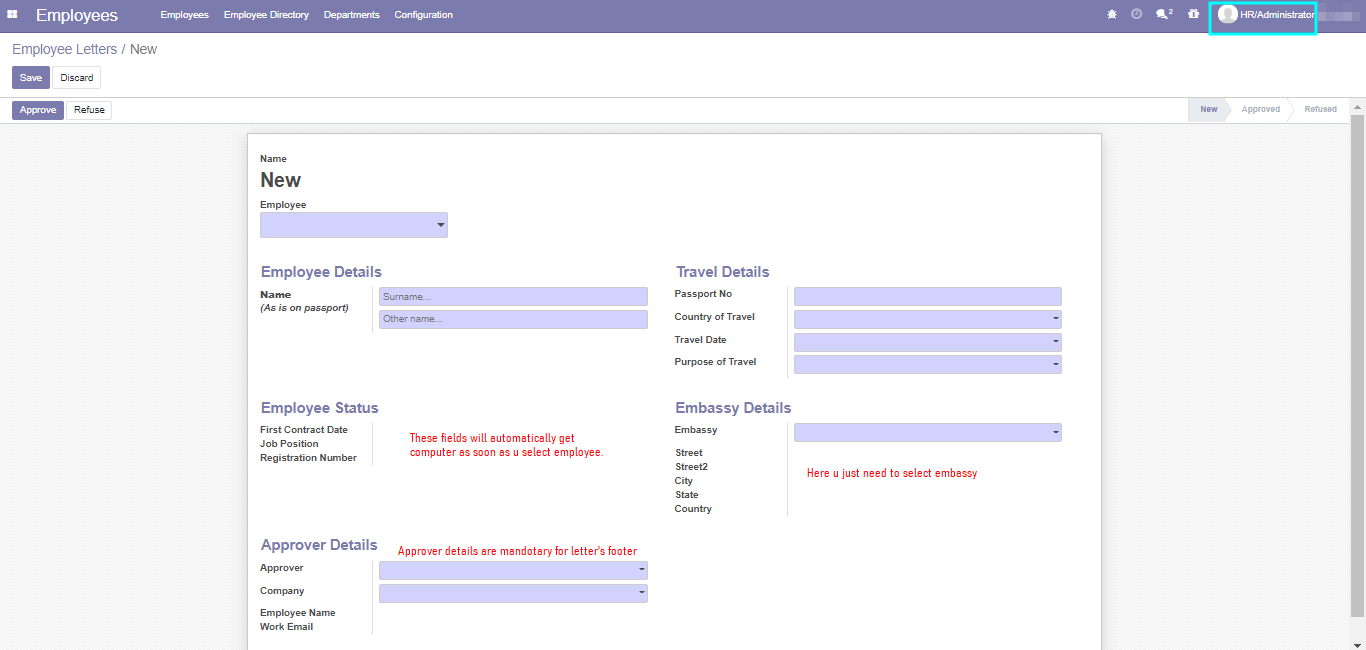 Employees Employees Employee Directory Departments Configuration 2 HR/Administrator
Employee Letters / New
Save Discard
Approve Refuse New Approved Refused
Name
New
Employee
Employee Details
Name
(As is on passport)
Surname...
Other name...
Travel Details
Passport No
Country of Travel
Travel Date
Purpose of Travel
Employee Status
First Contract Date
Job Position
Registration Number
These fields will automatically get
computer as soon as u select employee.
Embassy Details
Embassy
Street
Street2
City
State
Country
Here u just need to select embassy
Approver Details
Approver details are mandotary for letter's footer
Approver
Company
Employee Name
Work Email